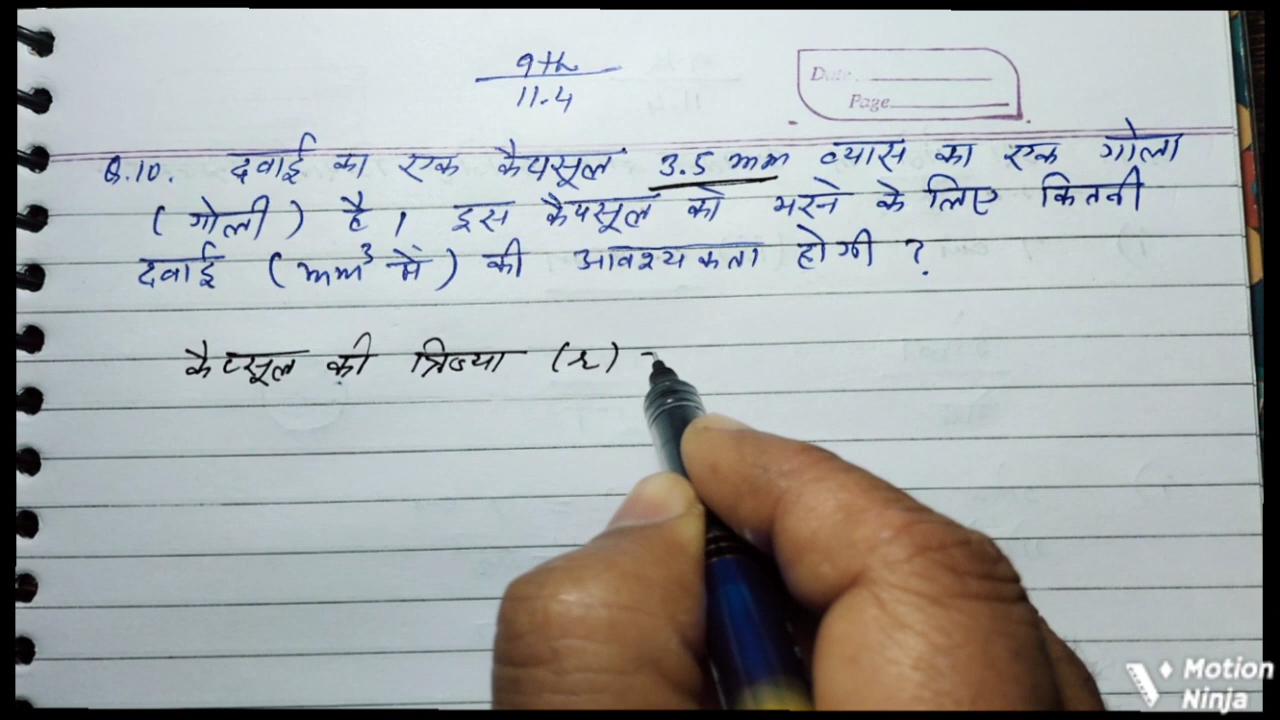 9th
11.4
Date
Page
Q.10. दवाई का एक कैपसूल 3.5 mm व्यास का एक गोला
(गोली) है। इस कैपसूल को भरने के लिए कितनी
दवाई (mm³ में) की आवश्यकता होगी ?
कैप्सूल की त्रिज्या (r) =
Motion
Ninja